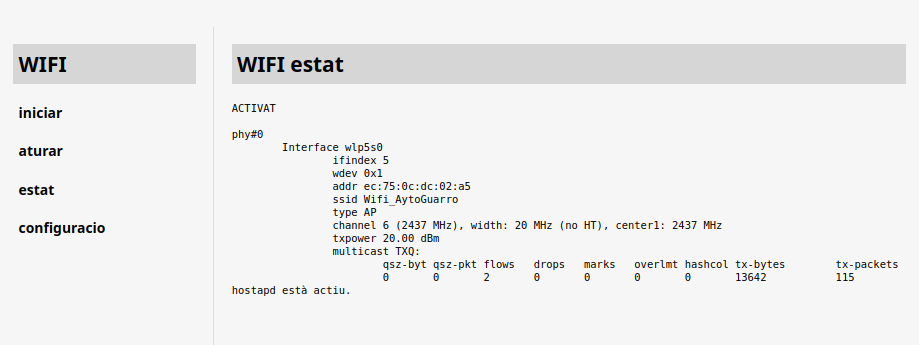 WIFI
iniciar
aturar
estat
configuracio
WIFI estat
ACTIVAT
phy#0
Interface wlp5s0
ifindex 5
wdev 0x1
addr ec:75:0c:dc:02:a5
ssid Wifi_AytoGuarro
type AP
channel 6 (2437 MHz), width: 20 MHz (no HT), center1: 2437 MHz
txpower 20.00 dBm
multicast TXQ:
qsz-byt qsz-pkt flows drops marks overlmt hashcol tx-bytes tx-packets
0 0 2 0 0 0 0 13642 115
hostapd està actiu.